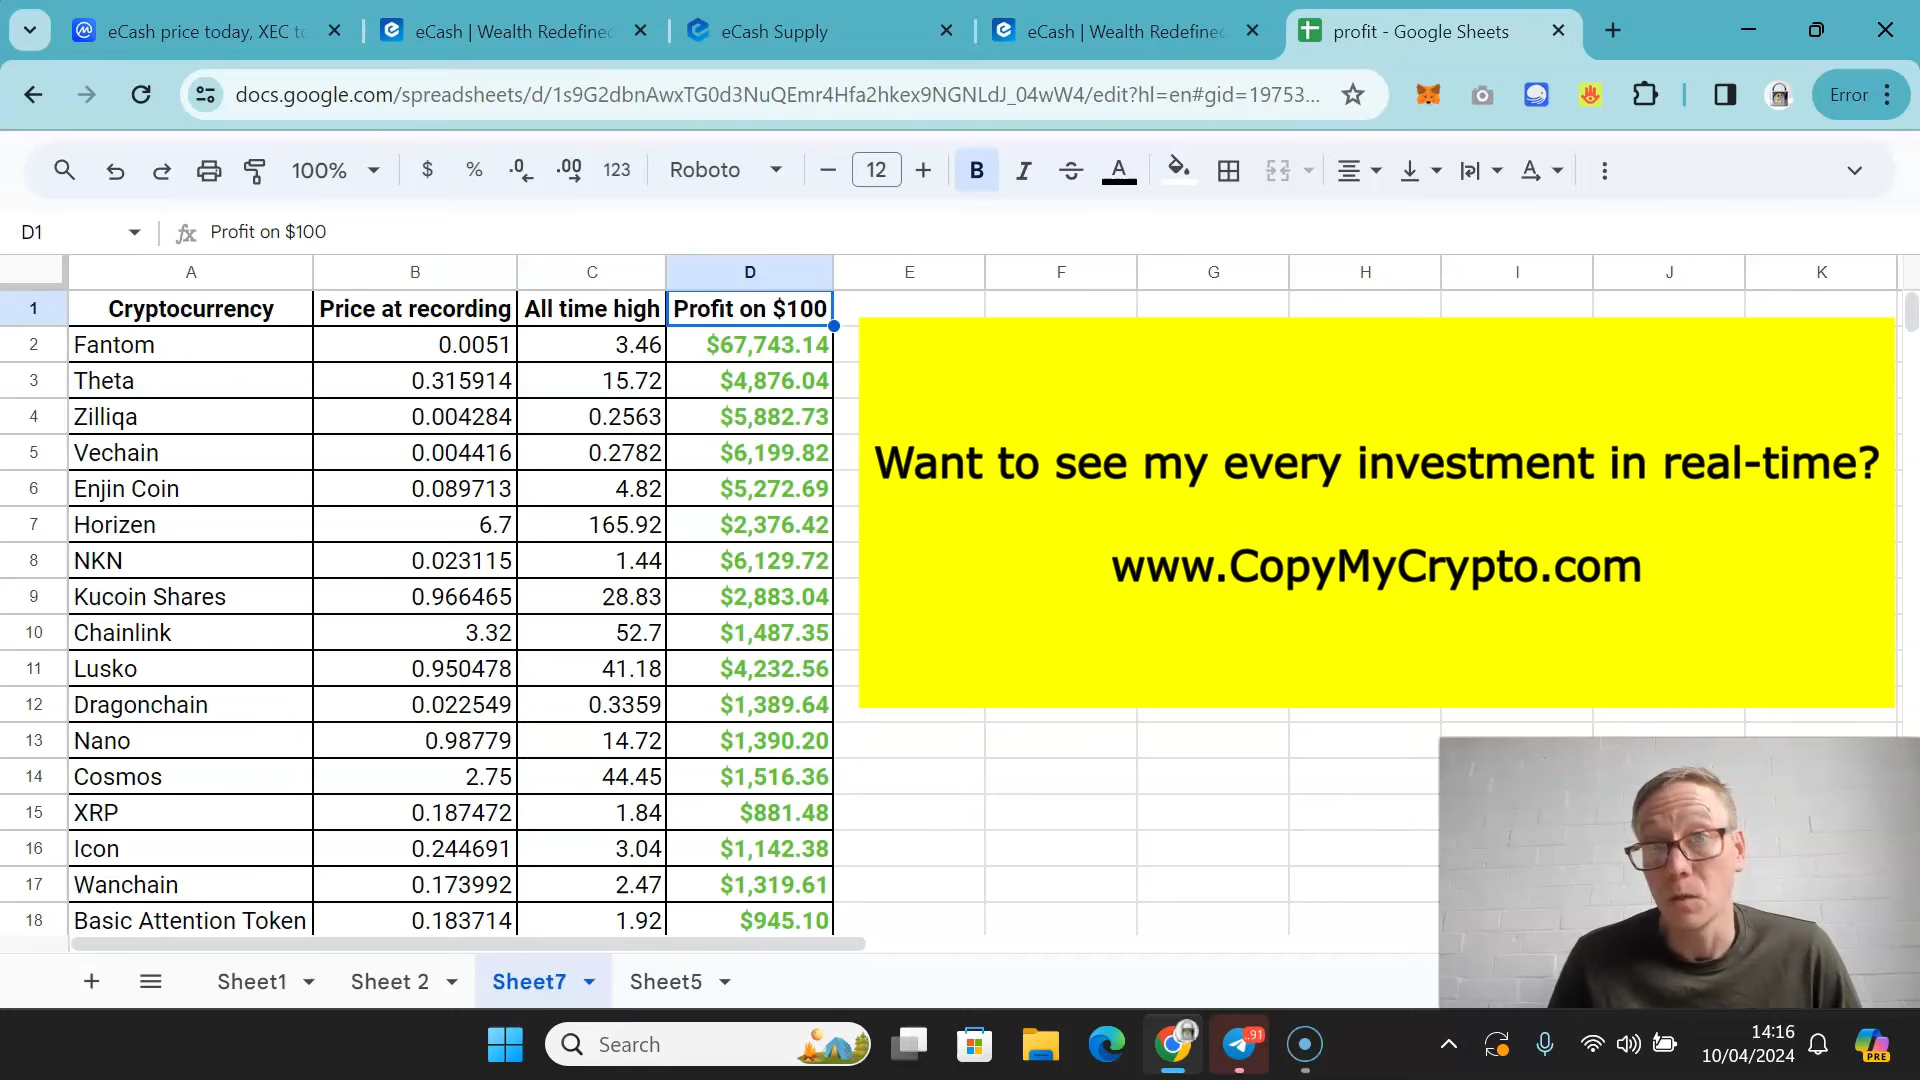 eCash price today, XEC to
eCash | Wealth Redefined
eCash Supply
eCash | Wealth Redefined
profit - Google Sheets
docs.google.com/spreadsheets/d/1s9G2dbnAwxTG0d3NuQEmr4Hfa2hkex9NGNLdJ_04wW4/edit?hl=en#gid=19753...
Error
100% $ % .0 .00 123 Roboto 12 B I A A
D1 fx Profit on $100
A B C D E F G H I J K
1 Cryptocurrency Price at recording All time high Profit on $100
2 Fantom 0.0051 3.46 $67,743.14
3 Theta 0.315914 15.72 $4,876.04
4 Zilliqa 0.004284 0.2563 $5,882.73
5 Vechain 0.004416 0.2782 $6,199.82
6 Enjin Coin 0.089713 4.82 $5,272.69
7 Horizen 6.7 165.92 $2,376.42
8 NKN 0.023115 1.44 $6,129.72
9 Kucoin Shares 0.966465 28.83 $2,883.04
10 Chainlink 3.32 52.7 $1,487.35
11 Lusko 0.950478 41.18 $4,232.56
12 Dragonchain 0.022549 0.3359 $1,389.64
13 Nano 0.98779 14.72 $1,390.20
14 Cosmos 2.75 44.45 $1,516.36
15 XRP 0.187472 1.84 $881.48
16 Icon 0.244691 3.04 $1,142.38
17 Wanchain 0.173992 2.47 $1,319.61
18 Basic Attention Token 0.183714 1.92 $945.10
Want to see my every investment in real-time?
www.CopyMyCrypto.com
Sheet1 Sheet 2 Sheet7 Sheet5
Search
91
14:16
10/04/2024
PRE